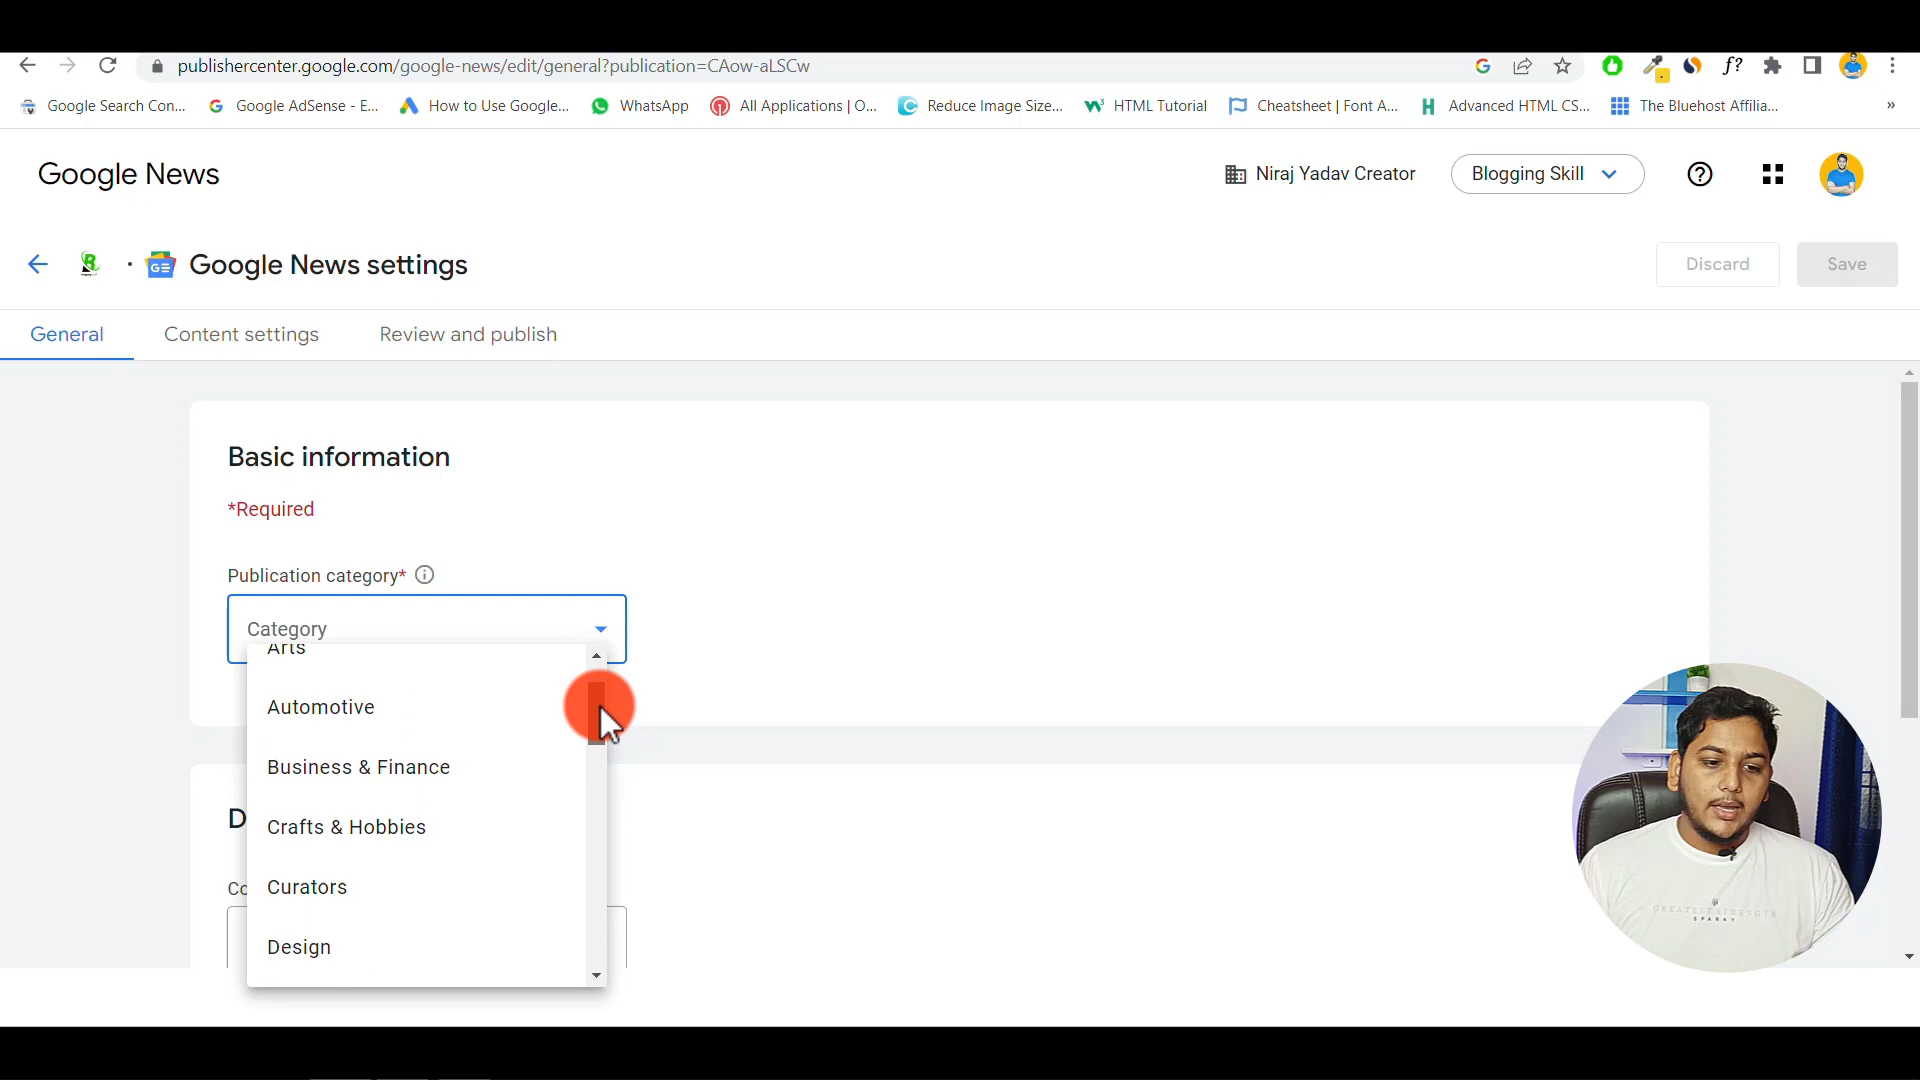 publishercenter.google.com/google-news/edit/general?publication=CAow-aLSCw
f?
Google Search Con...
Google AdSense - E...
How to Use Google...
WhatsApp
All Applications | O...
Reduce Image Size...
HTML Tutorial
Cheatsheet | Font A...
Advanced HTML CS...
The Bluehost Affilia...
»
Google News
Niraj Yadav Creator
Blogging Skill
Google News settings
Discard
Save
General
Content settings
Review and publish
Basic information
*Required
Publication category*
Category
Arts
Automotive
Business & Finance
Crafts & Hobbies
D
Curators
Co
Design
SPARKY